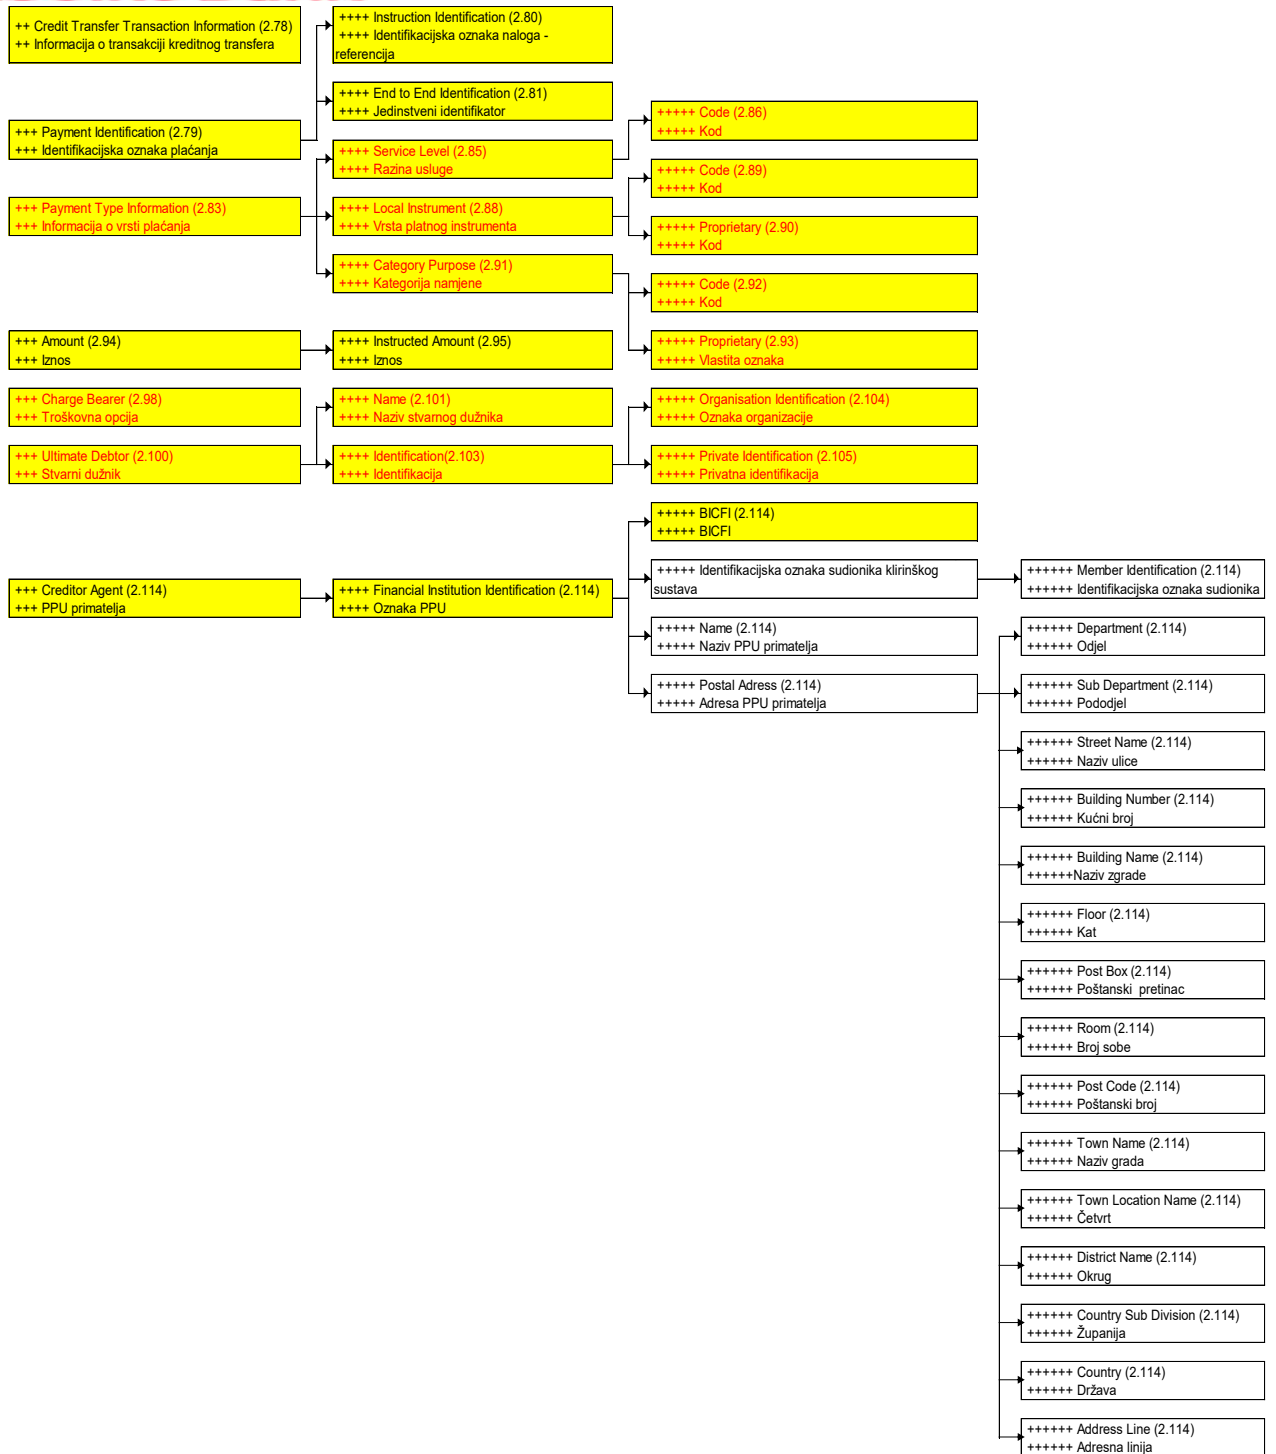 ++ Credit Transfer Transaction Information (2.78)
++ Informacija o transakciji kreditnog transfera
++++ Instruction Identification (2.80)
++++ Identifikacijska oznaka naloga -
referencija
++++ End to End Identification (2.81)
++++ Jedinstveni identifikator
+++ Payment Identification (2.79)
+++ Identifikacijska oznaka plaćanja
+++++ Code (2.86)
+++++ Kod
++++ Service Level (2.85)
++++ Razina usluge
+++++ Code (2.89)
+++++ Kod
+++ Payment Type Information (2.83)
+++ Informacija o vrsti plaćanja
++++ Local Instrument (2.88)
++++ Vrsta platnog instrumenta
+++++ Proprietary (2.90)
+++++ Kod
++++ Category Purpose (2.91)
++++ Kategorija namjene
+++++ Code (2.92)
+++++ Kod
+++ Amount (2.94)
+++ Iznos
++++ Instructed Amount (2.95)
++++ Iznos
+++++ Proprietary (2.93)
+++++ Vlastita oznaka
+++ Charge Bearer (2.98)
+++ Troškovna opcija
++++ Name (2.101)
++++ Naziv stvarnog dužnika
+++++ Organisation Identification (2.104)
+++++ Oznaka organizacije
+++ Ultimate Debtor (2.100)
+++ Stvarni dužnik
++++ Identification(2.103)
++++ Identifikacija
+++++ Private Identification (2.105)
+++++ Privatna identifikacija
+++++ BICFI (2.114)
+++++ BICFI
+++ Creditor Agent (2.114)
+++ PPU primatelja
++++ Financial Institution Identification (2.114)
++++ Oznaka PPU
+++++ Identifikacijska oznaka sudionika klirinškog
sustava
++++++ Member Identification (2.114)
++++++ Identifikacijska oznaka sudionika
+++++ Name (2.114)
+++++ Naziv PPU primatelja
++++++ Department (2.114)
++++++ Odjel
+++++ Postal Adress (2.114)
+++++ Adresa PPU primatelja
++++++ Sub Department (2.114)
++++++ Pododjel
++++++ Street Name (2.114)
++++++ Naziv ulice
++++++ Building Number (2.114)
++++++ Kućni broj
++++++ Building Name (2.114)
++++++Naziv zgrade
++++++ Floor (2.114)
++++++ Kat
++++++ Post Box (2.114)
++++++ Poštanski  pretinac
++++++ Room (2.114)
++++++ Broj sobe
++++++ Post Code (2.114)
++++++ Poštanski broj
++++++ Town Name (2.114)
++++++ Naziv grada
++++++ Town Location Name (2.114)
++++++ Četvrt
++++++ District Name (2.114)
++++++ Okrug
++++++ Country Sub Division (2.114)
++++++ Županija
++++++ Country (2.114)
++++++ Država
++++++ Address Line (2.114)
++++++ Adresna linija